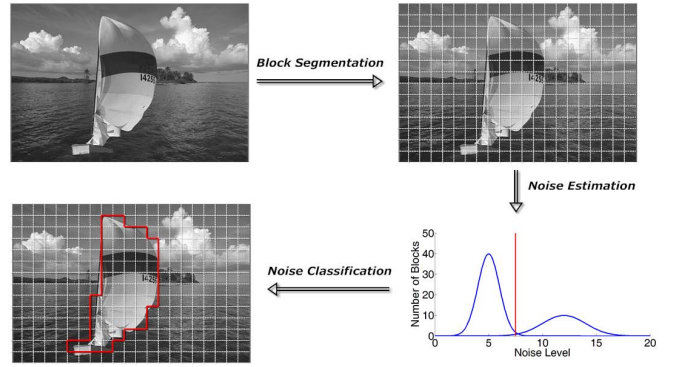 Block Segmentation
Noise Estimation
Noise Classification
Number of Blocks
50
40
30
20
10
0
0 5 10 15 20
Noise Level